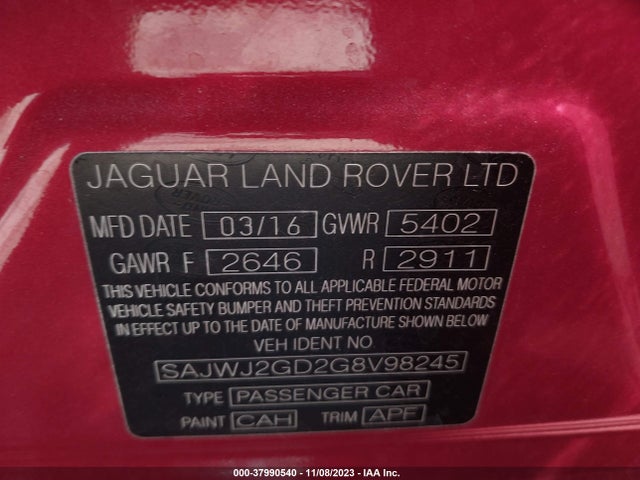 JAGUAR LAND ROVER LTD
MFD DATE 03/16 GVWR 5402
GAWR F 2646 R 2911
THIS VEHICLE CONFORMS TO ALL APPLICABLE FEDERAL MOTOR
VEHICLE SAFETY BUMPER AND THEFT PREVENTION STANDARDS
IN EFFECT UP TO THE DATE OF MANUFACTURE SHOWN BELOW
VEH IDENT NO
SAJWJ2GD2G8V98245
TYPE PASSENGER CAR
PAINT CAH TRIM APF
000-37990540 - 11/08/2023 - IAA Inc.